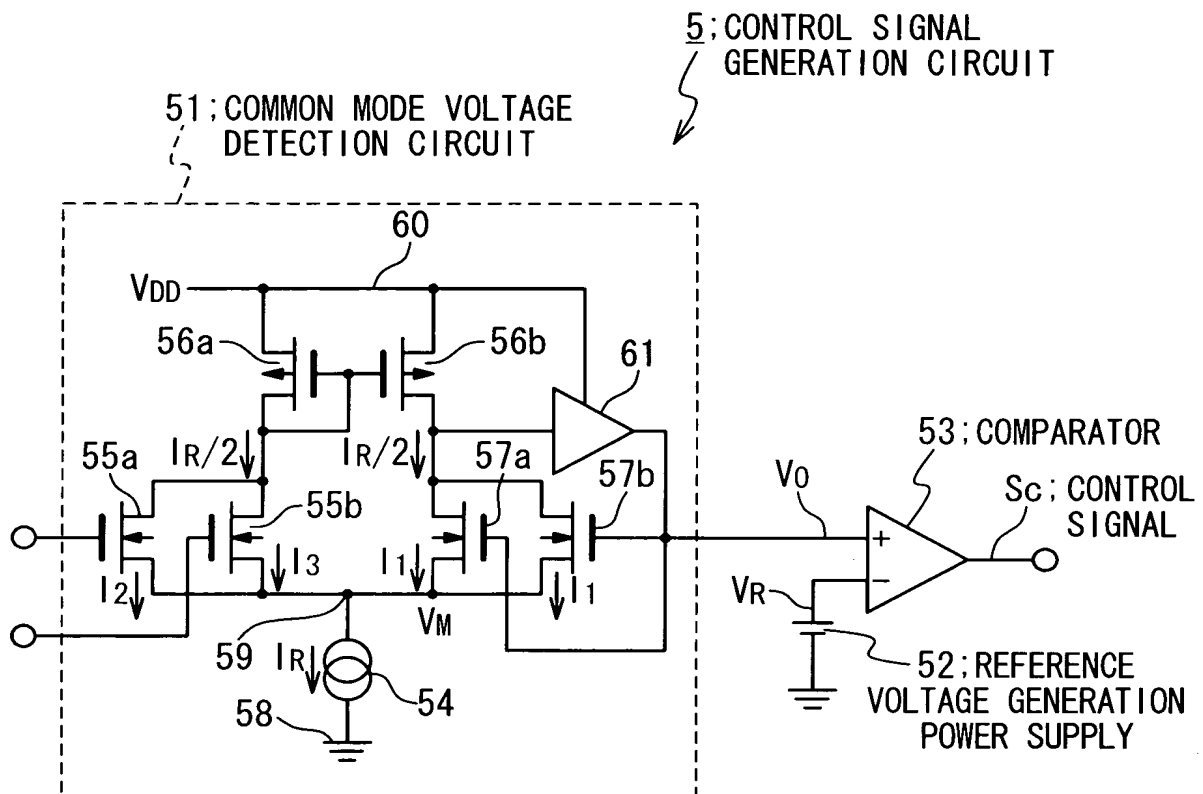 5;CONTROL SIGNAL
GENERATION CIRCUIT
51;COMMON MODE VOLTAGE
DETECTION CIRCUIT
60
VDD
56a
56b
61
IR/2
IR/2
55a
55b
57a
57b
53;COMPARATOR
VO
Sc;CONTROL
SIGNAL
+
−
I2
I3
I1
I1
VM
VR
59
IR
54
58
52;REFERENCE
VOLTAGE GENERATION
POWER SUPPLY